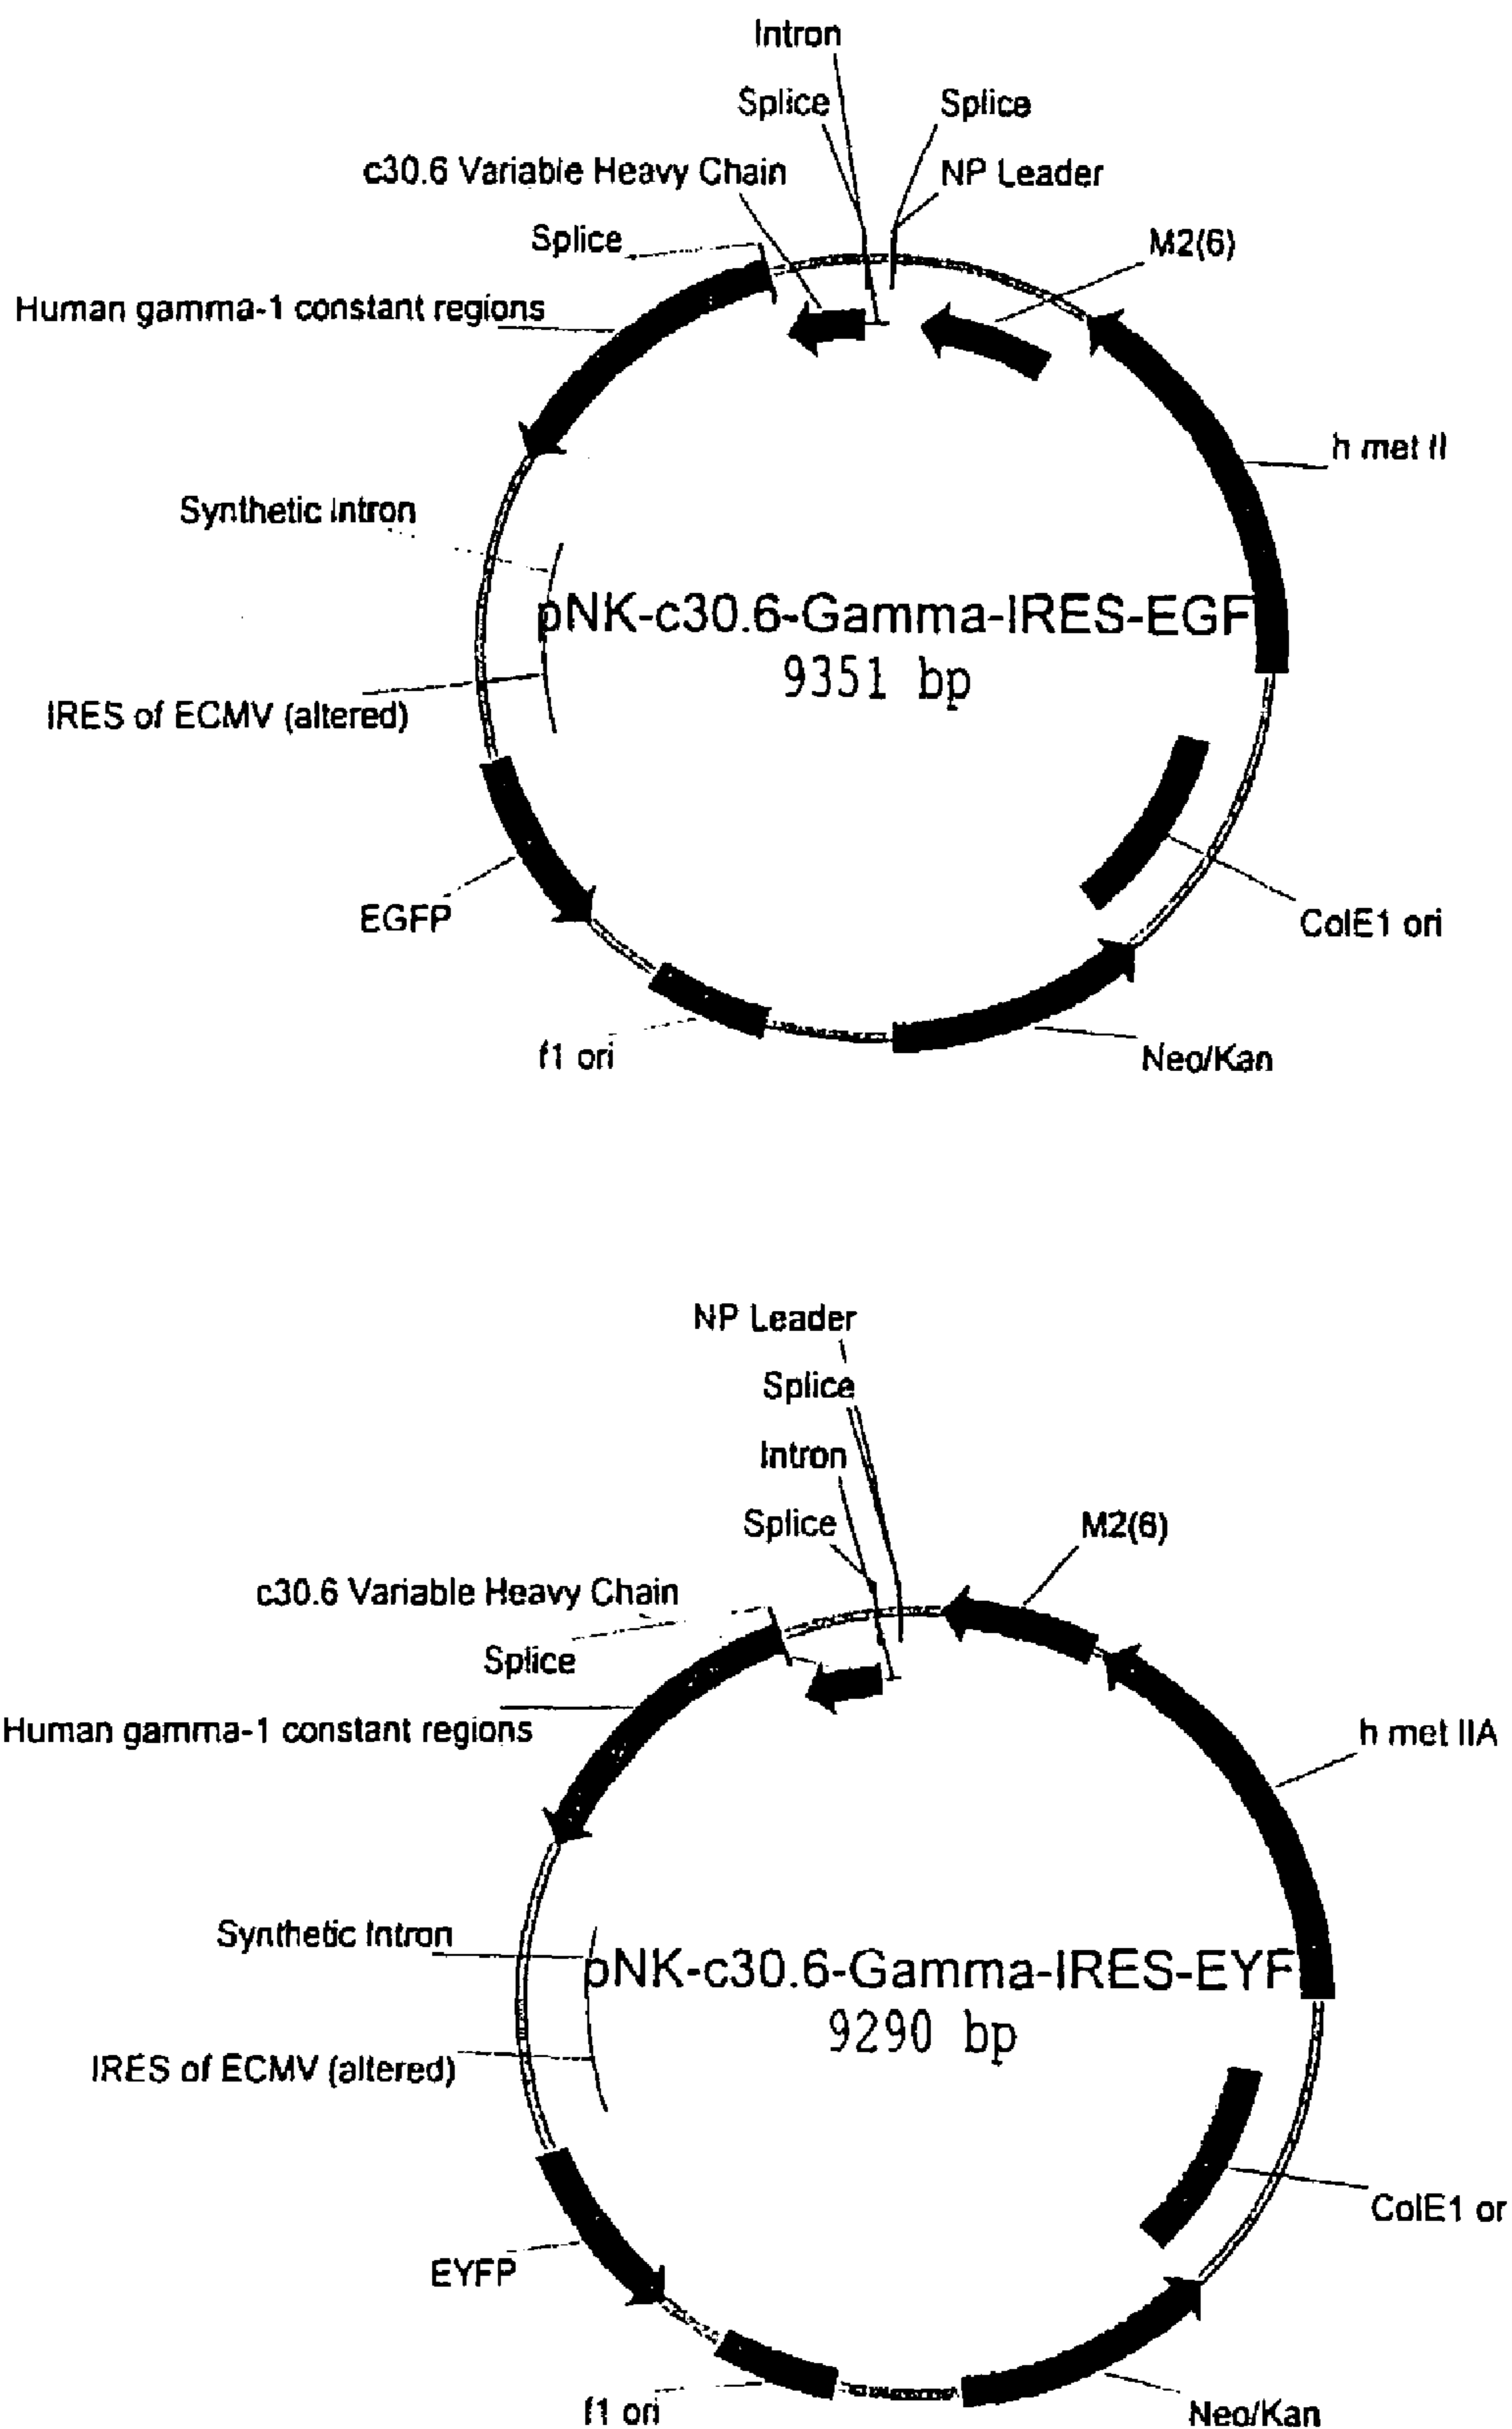 Intron
Splice
Splice
c30.6 Variable Heavy Chain
NP Leader
Splice
M2(6)
Human gamma-1 constant regions
h met II
Synthetic Intron
pNK-c30.6-Gamma-IRES-EGF
9351 bp
IRES of ECMV (altered)
EGFP
ColE1 ori
f1 ori
Neo/Kan
NP Leader
Splice
Intron
Splice
M2(6)
c30.6 Variable Heavy Chain
Splice
Human gamma-1 constant regions
h met IIA
Synthetic Intron
pNK-c30.6-Gamma-IRES-EYF
9290 bp
IRES of ECMV (altered)
ColE1 or
EYFP
f1 ori
Neo/Kan